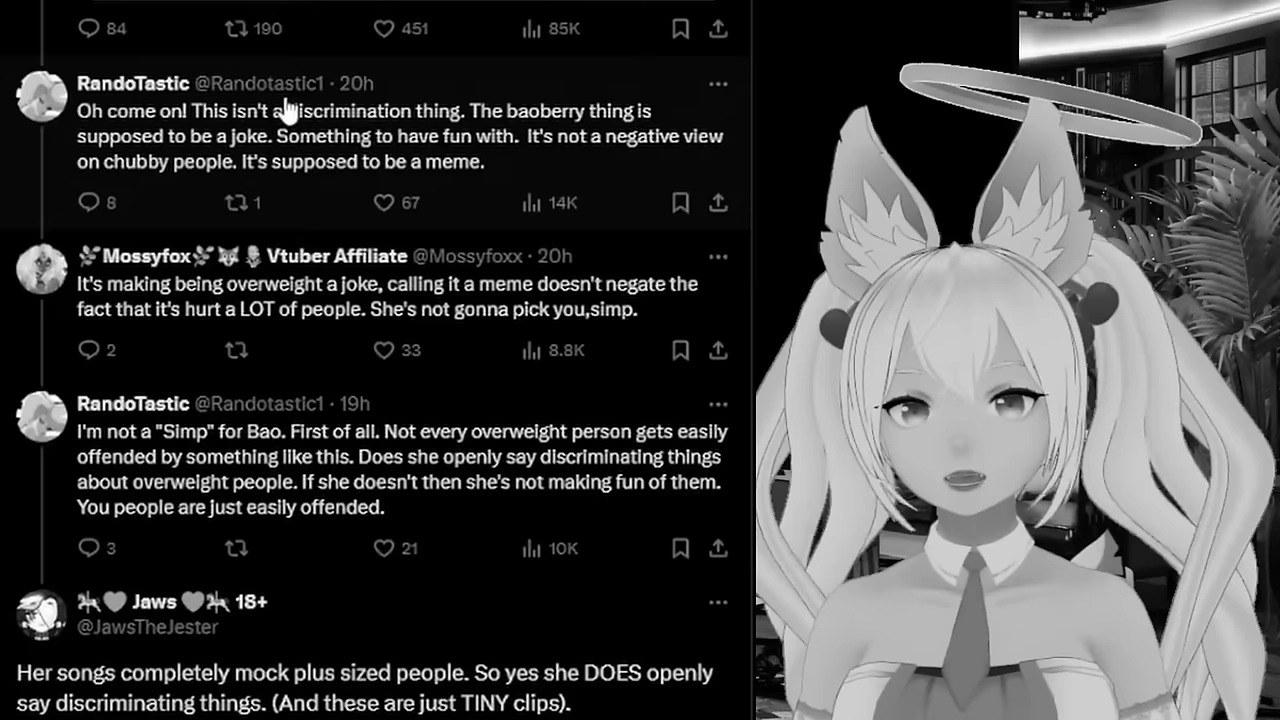 84 190 451 85K
RandoTastic @Randotastic1 · 20h
Oh come on! This isn't a discrimination thing. The baoberry thing is
supposed to be a joke. Something to have fun with. It's not a negative view
on chubby people. It's supposed to be a meme.
8 1 67 14K
Mossyfox Vtuber Affiliate @Mossyfoxx · 20h
It's making being overweight a joke, calling it a meme doesn't negate the
fact that it's hurt a LOT of people. She's not gonna pick you,simp.
2 33 8.8K
RandoTastic @Randotastic1 · 19h
I'm not a "Simp" for Bao. First of all. Not every overweight person gets easily
offended by something like this. Does she openly say discriminating things
about overweight people. If she doesn't then she's not making fun of them.
You people are just easily offended.
3 21 10K
Jaws 18+
@JawsTheJester
Her songs completely mock plus sized people. So yes she DOES openly
say discriminating things. (And these are just TINY clips).